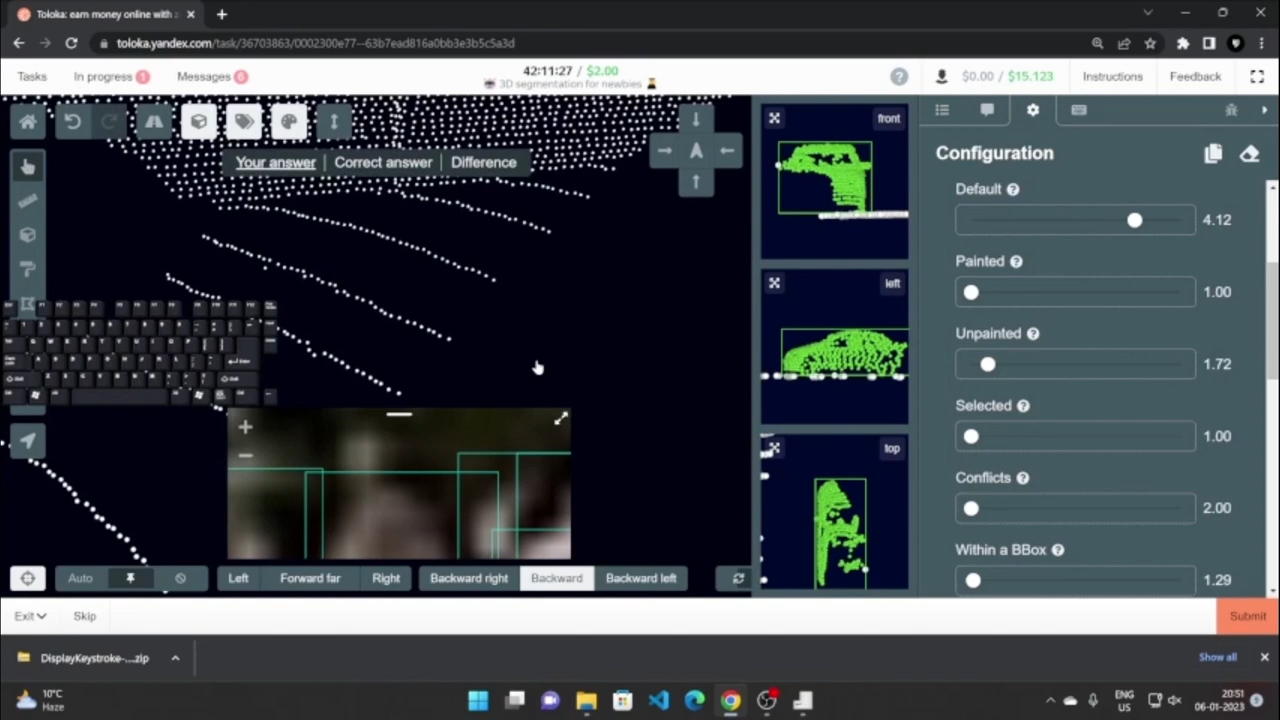 Toloka: earn money online with
toloka.yandex.com/task/36703863/0002300e77--63b7ead816a0bb3e3b5c5a3d
Tasks
In progress 1
Messages 6
42:11:27 / $2.00
3D segmentation for newbies
$0.00 / $15.123
Instructions
Feedback
Your answer | Correct answer | Difference
A
front
left
top
Configuration
Default
4.12
Painted
1.00
Unpainted
1.72
Selected
1.00
Conflicts
2.00
Within a BBox
1.29
Auto
Left
Forward far
Right
Backward right
Backward
Backward left
Exit
Skip
Submit
DisplayKeystroke-....zip
Show all
10°C
Haze
ENG
US
20:51
06-01-2023